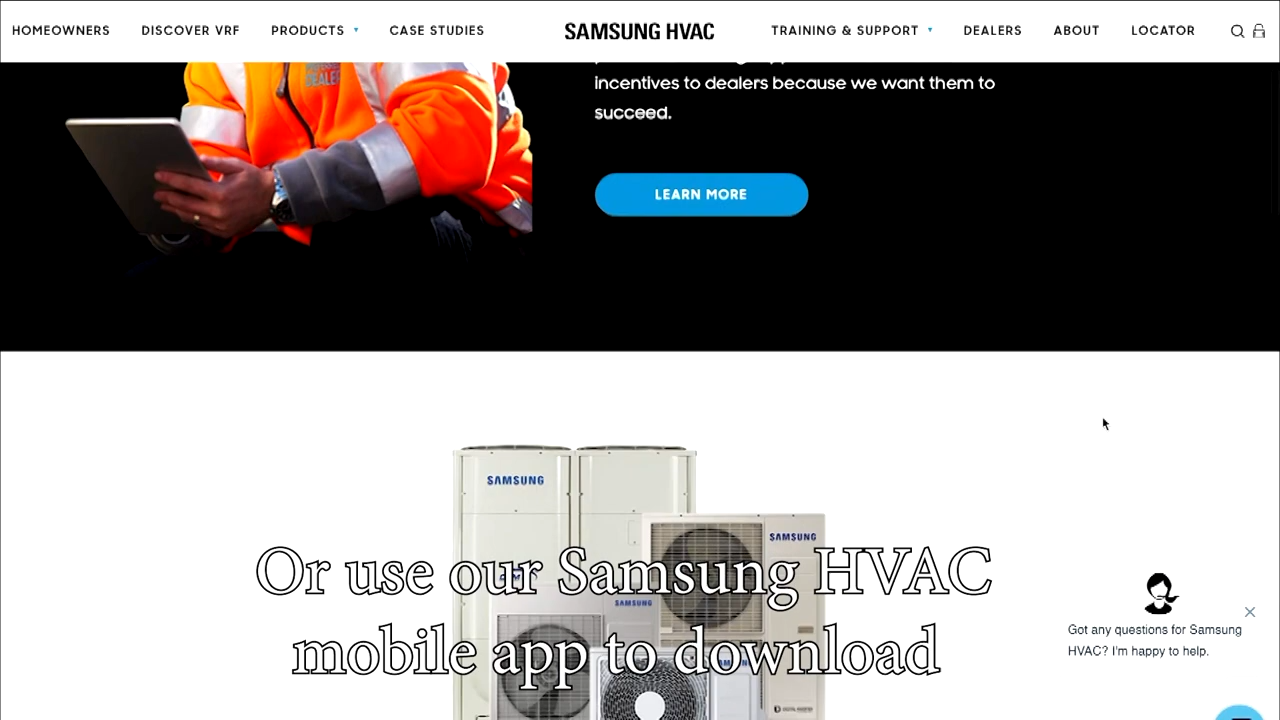 HOMEOWNERS DISCOVER VRF PRODUCTS CASE STUDIES SAMSUNG HVAC TRAINING & SUPPORT DEALERS ABOUT LOCATOR
DEALER
incentives to dealers because we want them to
succeed.
LEARN MORE
SAMSUNG
SAMSUNG
SAMSUNG
Or use our Samsung HVAC
mobile app to download
Got any questions for Samsung
HVAC? I'm happy to help.